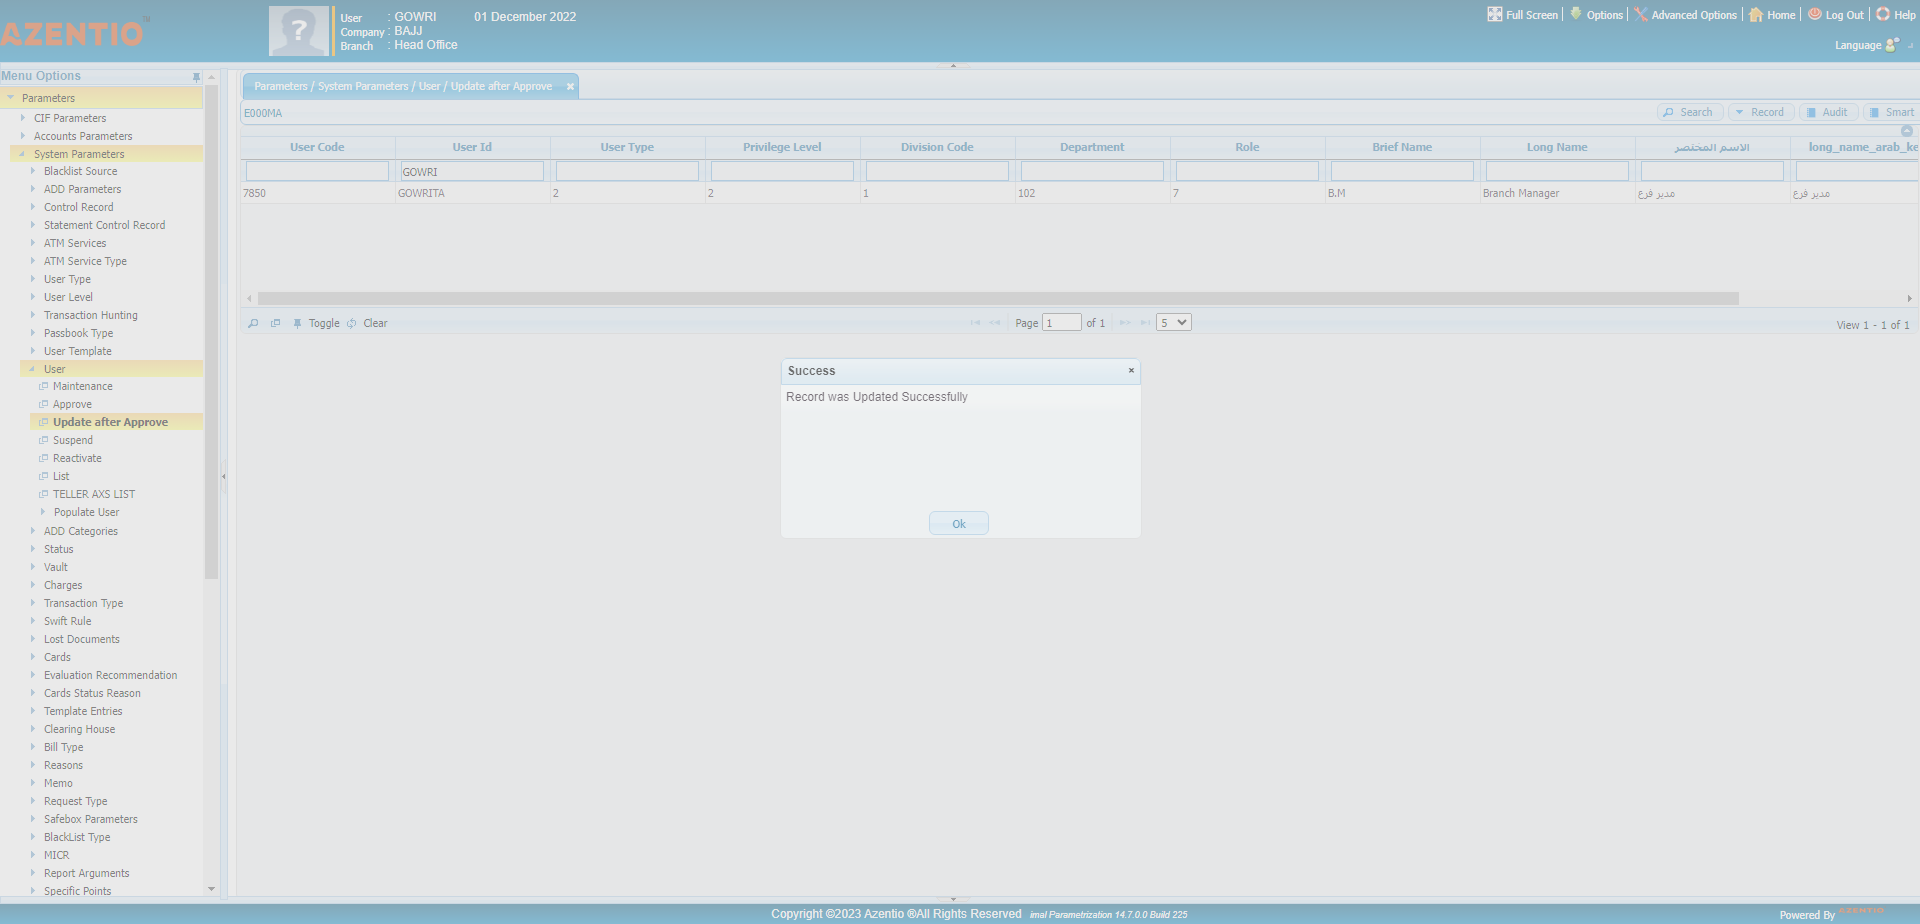 AZENTIO™
?
User : GOWRI 01 December 2022
Company : BAJJ
Branch : Head Office
Full Screen Options Advanced Options Home Log Out Help
Language
Menu Options
Parameters
CIF Parameters
Accounts Parameters
System Parameters
Blacklist Source
ADD Parameters
Control Record
Statement Control Record
ATM Services
ATM Service Type
User Type
User Level
Transaction Hunting
Passbook Type
User Template
User
Maintenance
Approve
Update after Approve
Suspend
Reactivate
List
TELLER AXS LIST
Populate User
ADD Categories
Status
Vault
Charges
Transaction Type
Swift Rule
Lost Documents
Cards
Evaluation Recommendation
Cards Status Reason
Template Entries
Clearing House
Bill Type
Reasons
Memo
Request Type
Safebox Parameters
BlackList Type
MICR
Report Arguments
Specific Points
Parameters / System Parameters / User / Update after Approve
E000MA
Search Record Audit Smart
User Code User Id User Type Privilege Level Division Code Department Role Brief Name Long Name الاسم المختصر long_name_arab_ke
GOWRI
7850 GOWRITA 2 2 1 102 7 B.M Branch Manager مدير فرع مدير فرع
Toggle Clear
Page 1 of 1 5
View 1 - 1 of 1
Success
Record was Updated Successfully
Ok
Copyright ©2023 Azentio ®All Rights Reserved imal Parametrization 14.7.0.0 Build 225
Powered By AZENTIO